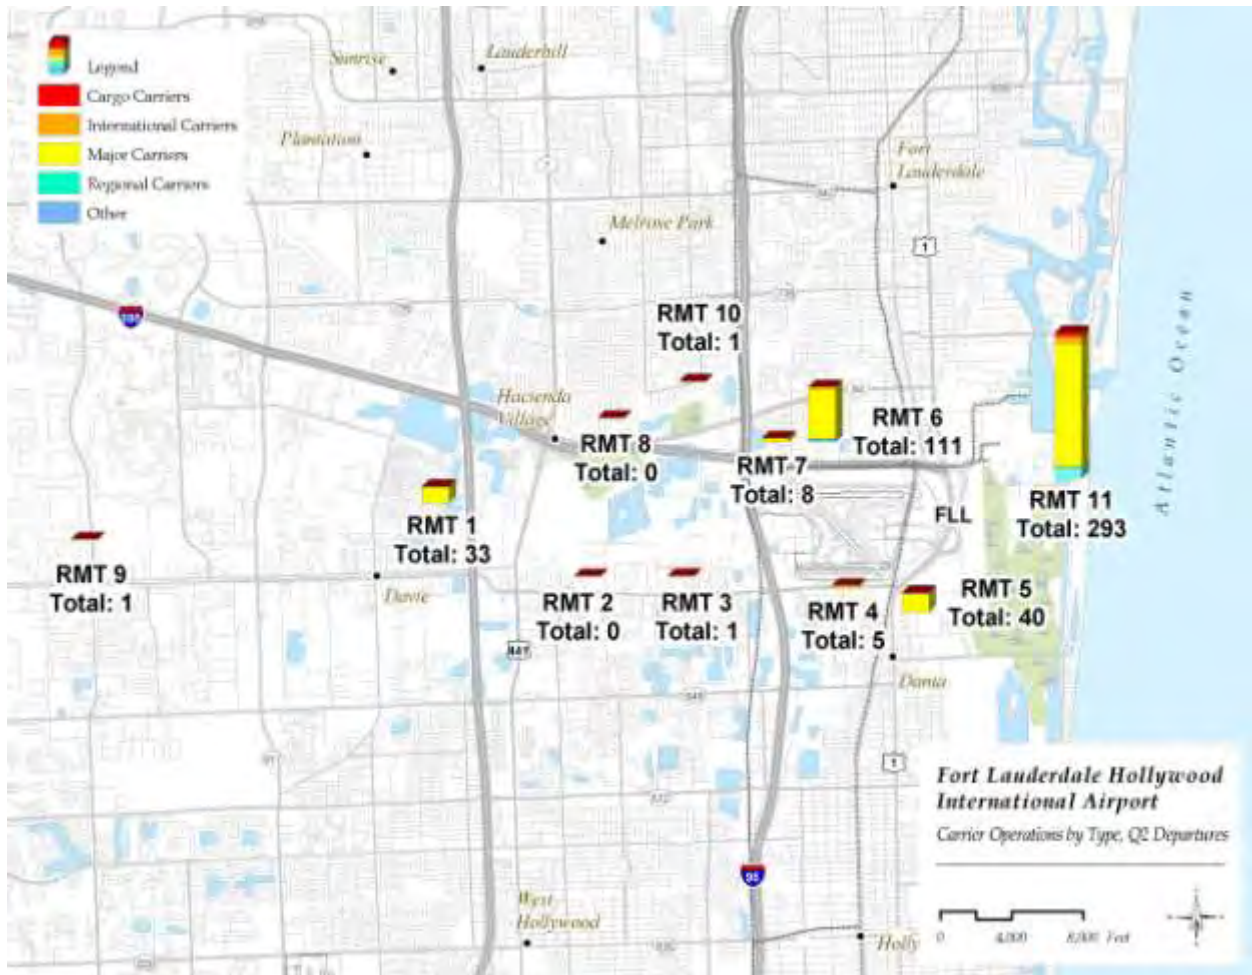 Legend
Cargo Carriers
International Carriers
Major Carriers
Regional Carriers
Other
Sunrise
Lauderhill
Plantation
Fort
Lauderdale
Melrose Park
1
Atlantic Ocean
RMT 10
Total: 1
Hacienda
Village
RMT 8
Total: 0
RMT 6
Total: 111
RMT 7
Total: 8
RMT 11
Total: 293
FLL
RMT 1
Total: 33
RMT 9
Total: 1
Davie
RMT 2
Total: 0
RMT 3
Total: 1
RMT 4
Total: 5
RMT 5
Total: 40
441
Dania
1
Fort Lauderdale Hollywood
International Airport
Carrier Operations by Type, Q2 Departures
0 4,000 8,000 Feet
95
West
Hollywood
Holly